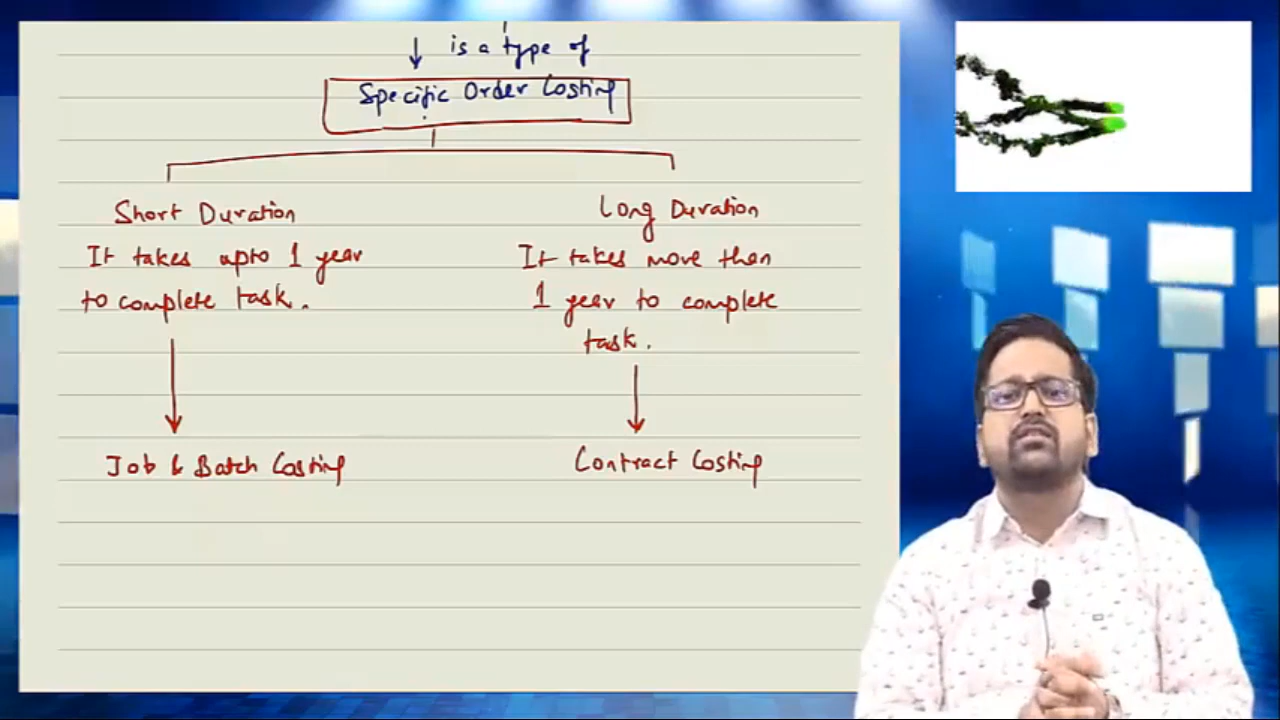 ↓ is a type of
Specific Order Costing
Short Duration
It takes upto 1 year
to complete task.
Long Duration
It takes more than
1 year to complete
task.
Job & Batch Costing
Contract Costing